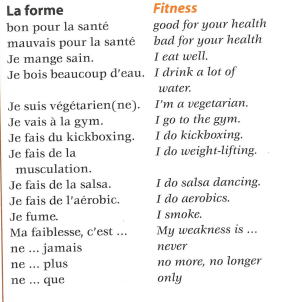 La forme Fitness
bon pour la santé good for your health
mauvais pour la santé bad for your health
Je mange sain. I eat well.
Je bois beaucoup d'eau. I drink a lot of
water.
Je suis végétarien(ne). I'm a vegetarian.
Je vais à la gym. I go to the gym.
Je fais du kickboxing. I do kickboxing.
Je fais de la I do weight-lifting.
musculation.
Je fais de la salsa. I do salsa dancing.
Je fais de l'aérobic. I do aerobics.
Je fume. I smoke.
Ma faiblesse, c'est ... My weakness is ...
ne ... jamais never
ne ... plus no more, no longer
ne ... que only